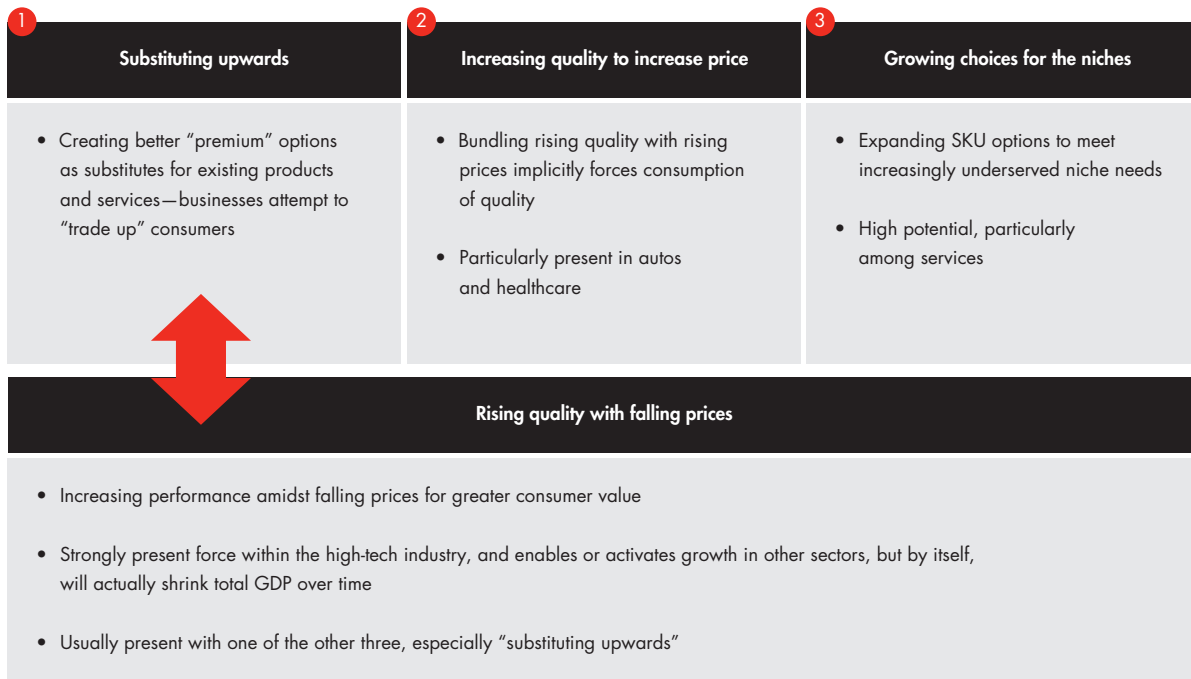 1
Substituting upwards
• Creating better “premium” options
as substitutes for existing products
and services—businesses attempt to
“trade up” consumers
2
Increasing quality to increase price
• Bundling rising quality with rising
prices implicitly forces consumption
of quality
• Particularly present in autos
and healthcare
3
Growing choices for the niches
• Expanding SKU options to meet
increasingly underserved niche needs
• High potential, particularly
among services
Rising quality with falling prices
• Increasing performance amidst falling prices for greater consumer value
• Strongly present force within the high-tech industry, and enables or activates growth in other sectors, but by itself,
will actually shrink total GDP over time
• Usually present with one of the other three, especially “substituting upwards”